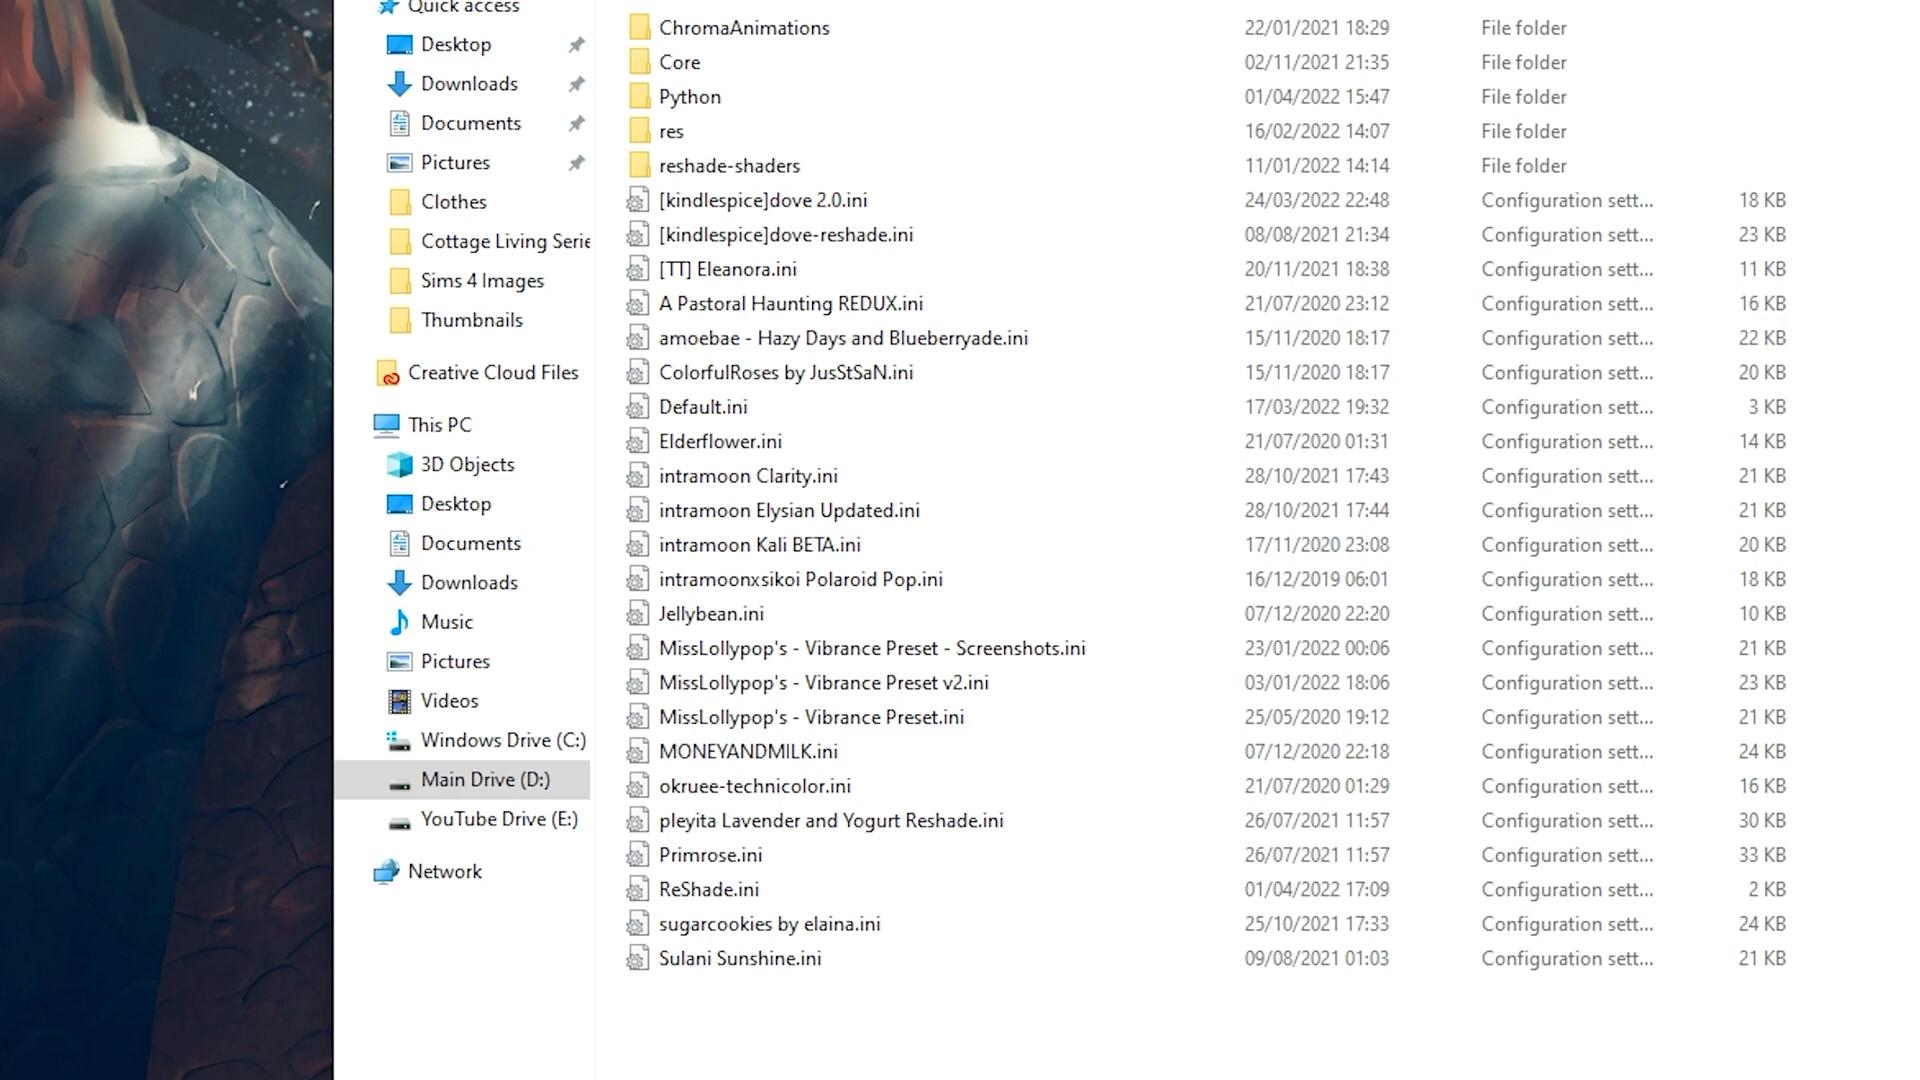 Quick access
Desktop
Downloads
Documents
Pictures
Clothes
Cottage Living Serie
Sims 4 Images
Thumbnails
Creative Cloud Files
This PC
3D Objects
Desktop
Documents
Downloads
Music
Pictures
Videos
Windows Drive (C:)
Main Drive (D:)
YouTube Drive (E:)
Network
ChromaAnimations 22/01/2021 18:29 File folder
Core 02/11/2021 21:35 File folder
Python 01/04/2022 15:47 File folder
res 16/02/2022 14:07 File folder
reshade-shaders 11/01/2022 14:14 File folder
[kindlespice]dove 2.0.ini 24/03/2022 22:48 Configuration sett... 18 KB
[kindlespice]dove-reshade.ini 08/08/2021 21:34 Configuration sett... 23 KB
[TT] Eleanora.ini 20/11/2021 18:38 Configuration sett... 11 KB
A Pastoral Haunting REDUX.ini 21/07/2020 23:12 Configuration sett... 16 KB
amoebae - Hazy Days and Blueberryade.ini 15/11/2020 18:17 Configuration sett... 22 KB
ColorfulRoses by JusStSaN.ini 15/11/2020 18:17 Configuration sett... 20 KB
Default.ini 17/03/2022 19:32 Configuration sett... 3 KB
Elderflower.ini 21/07/2020 01:31 Configuration sett... 14 KB
intramoon Clarity.ini 28/10/2021 17:43 Configuration sett... 21 KB
intramoon Elysian Updated.ini 28/10/2021 17:44 Configuration sett... 21 KB
intramoon Kali BETA.ini 17/11/2020 23:08 Configuration sett... 20 KB
intramoonxsikoi Polaroid Pop.ini 16/12/2019 06:01 Configuration sett... 18 KB
Jellybean.ini 07/12/2020 22:20 Configuration sett... 10 KB
MissLollypop's - Vibrance Preset - Screenshots.ini 23/01/2022 00:06 Configuration sett... 21 KB
MissLollypop's - Vibrance Preset v2.ini 03/01/2022 18:06 Configuration sett... 23 KB
MissLollypop's - Vibrance Preset.ini 25/05/2020 19:12 Configuration sett... 21 KB
MONEYANDMILK.ini 07/12/2020 22:18 Configuration sett... 24 KB
okruee-technicolor.ini 21/07/2020 01:29 Configuration sett... 16 KB
pleyita Lavender and Yogurt Reshade.ini 26/07/2021 11:57 Configuration sett... 30 KB
Primrose.ini 26/07/2021 11:57 Configuration sett... 33 KB
ReShade.ini 01/04/2022 17:09 Configuration sett... 2 KB
sugarcookies by elaina.ini 25/10/2021 17:33 Configuration sett... 24 KB
Sulani Sunshine.ini 09/08/2021 01:03 Configuration sett... 21 KB